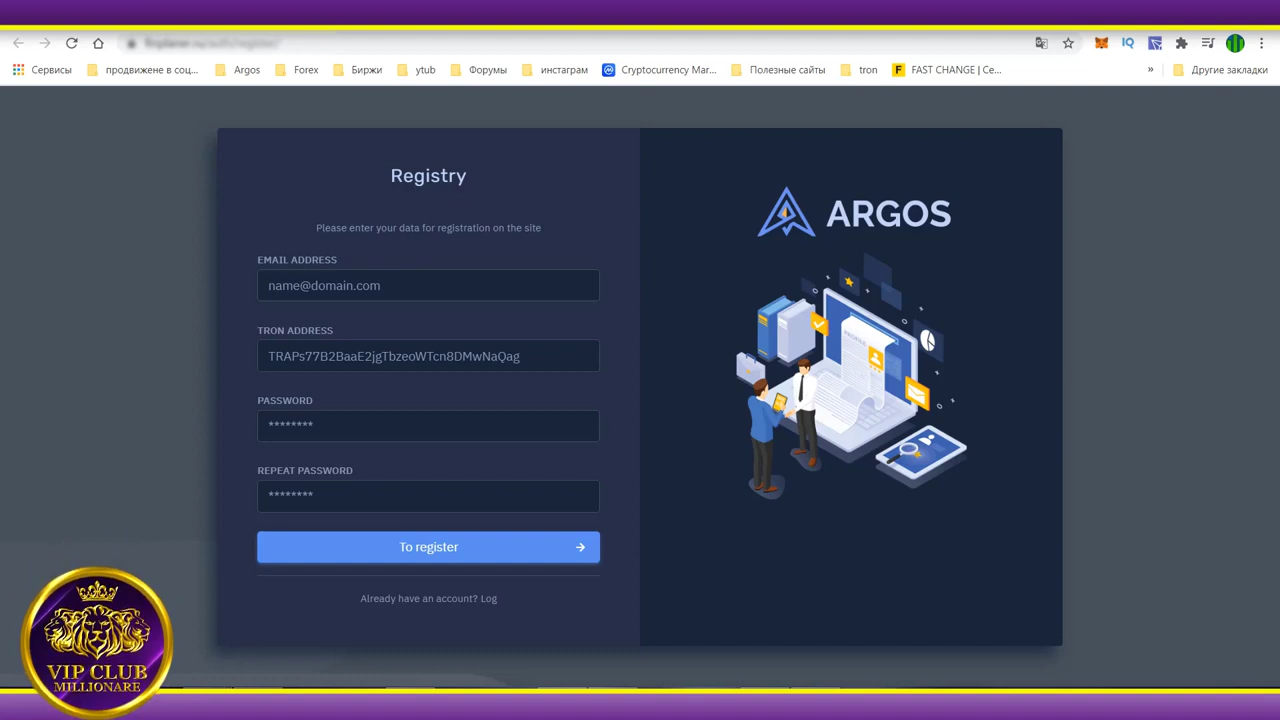 Сервисы
продвижене в соц...
Argos
Forex
Биржи
ytub
Форумы
инстаграм
Cryptocurrency Mar...
Полезные сайты
tron
FAST CHANGE | Се...
»
Другие закладки
Registry
Please enter your data for registration on the site
EMAIL ADDRESS
name@domain.com
TRON ADDRESS
TRAPs77B2BaaE2jgTbzeoWTcn8DMwNaQag
PASSWORD
********
REPEAT PASSWORD
********
To register
Already have an account? Log
ARGOS
PROFILE
VIP CLUB
MILLIONARE